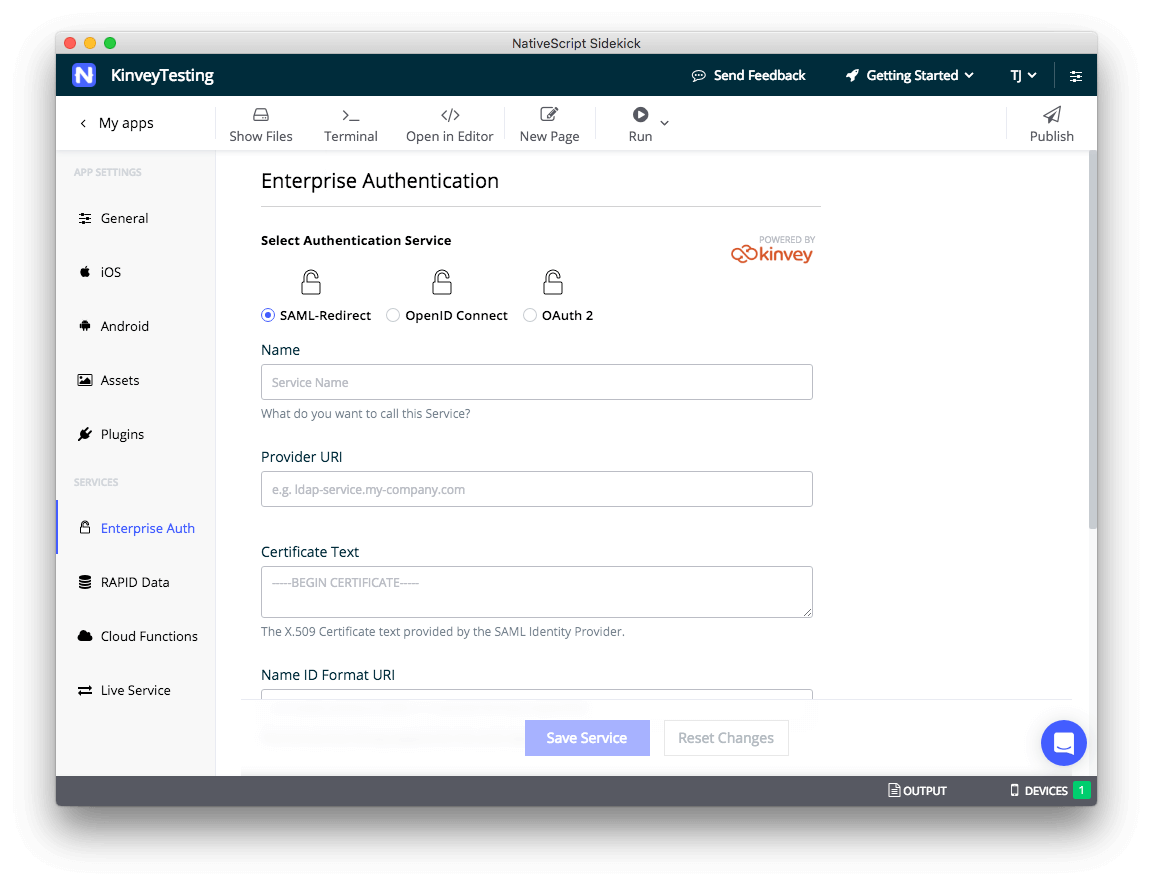 NativeScript Sidekick
KinveyTesting
Send Feedback
Getting Started
TJ
My apps
Show Files
Terminal
Open in Editor
New Page
Run
Publish
APP SETTINGS
General
iOS
Android
Assets
Plugins
SERVICES
Enterprise Auth
RAPID Data
Cloud Functions
Live Service
Enterprise Authentication
Select Authentication Service
POWERED BY
kinvey
SAML-Redirect
OpenID Connect
OAuth 2
Name
Service Name
What do you want to call this Service?
Provider URI
e.g. ldap-service.my-company.com
Certificate Text
-----BEGIN CERTIFICATE-----
The X.509 Certificate text provided by the SAML Identity Provider.
Name ID Format URI
Save Service
Reset Changes
OUTPUT
DEVICES 1